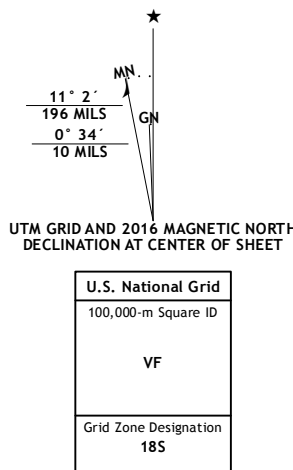 ★
MN
GN
11° 2´
196 MILS
0° 34´
10 MILS
UTM GRID AND 2016 MAGNETIC NORTH
DECLINATION AT CENTER OF SHEET
U.S. National Grid
100,000-m Square ID
VF
Grid Zone Designation
18S